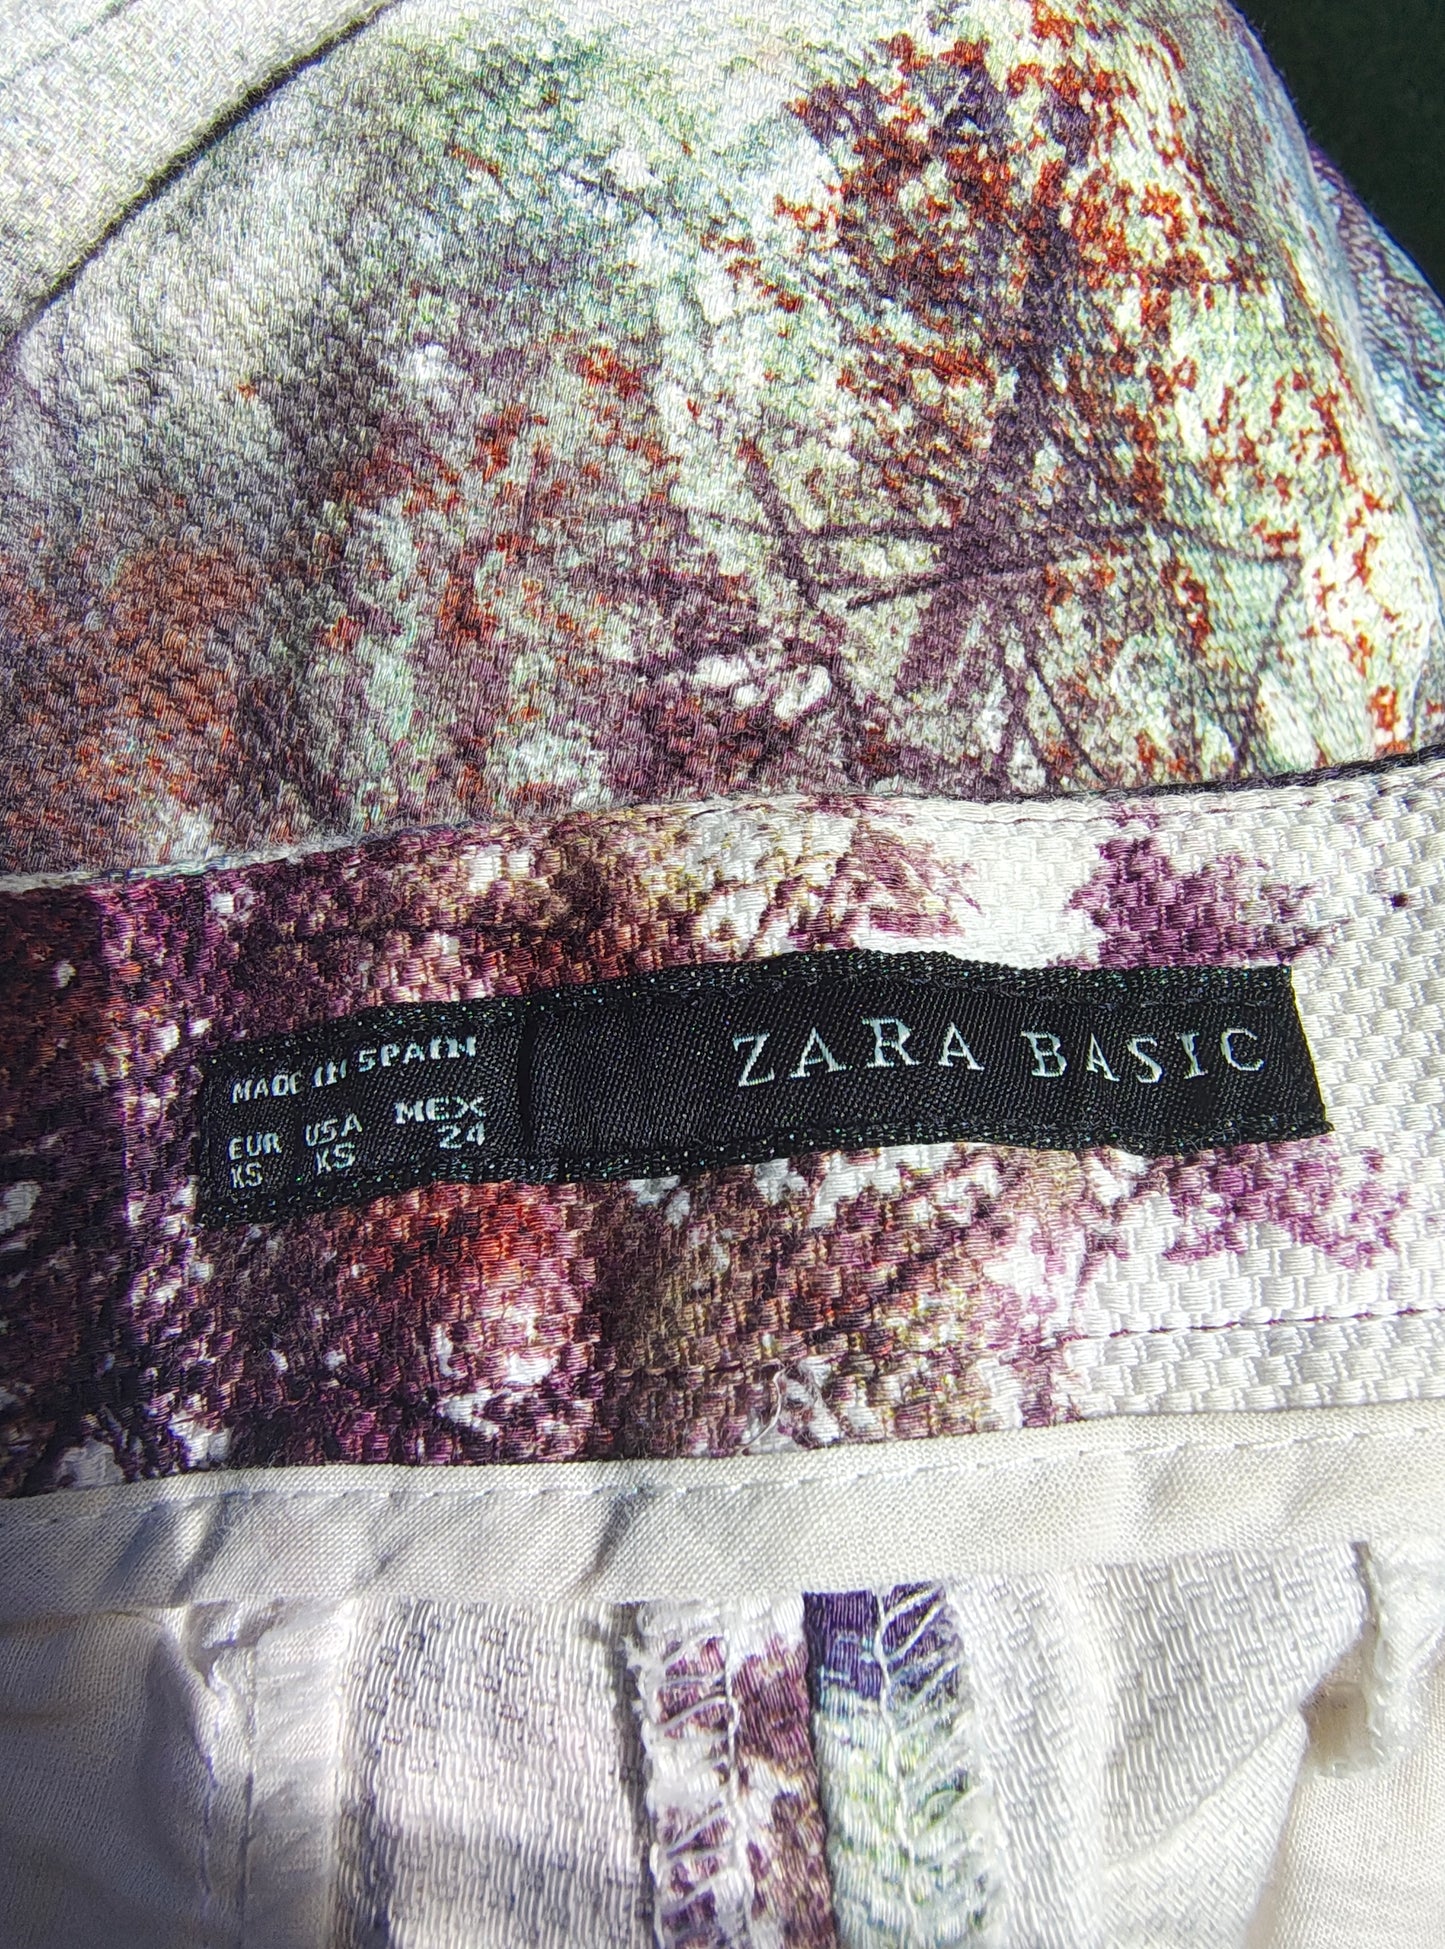 MADE IN SPAIN
EUR USA MEX
XS XS 24
ZARA BASIC